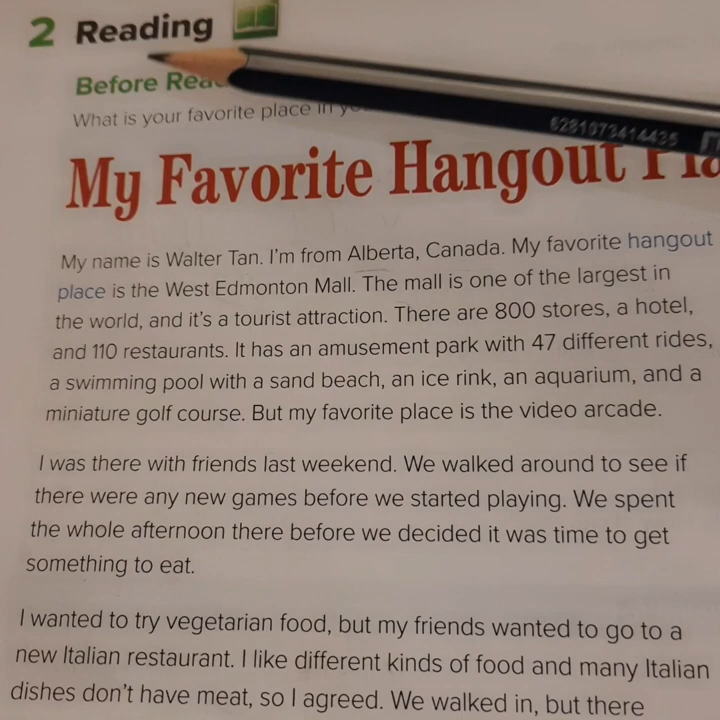 2 Reading
Before
What is your favorite place in
My Favorite Hangout
6281073414435
My name is Walter Tan. I'm from Alberta, Canada. My favorite hangout
place is the West Edmonton Mall. The mall is one of the largest in
the world, and it's a tourist attraction. There are 800 stores, a hotel,
and 110 restaurants. It has an amusement park with 47 different rides,
a swimming pool with a sand beach, an ice rink, an aquarium, and a
miniature golf course. But my favorite place is the video arcade.
I was there with friends last weekend. We walked around to see if
there were any new games before we started playing. We spent
the whole afternoon there before we decided it was time to get
something to eat.
I wanted to try vegetarian food, but my friends wanted to go to a
new Italian restaurant. I like different kinds of food and many Italian
dishes don't have meat, so I agreed. We walked in, but there